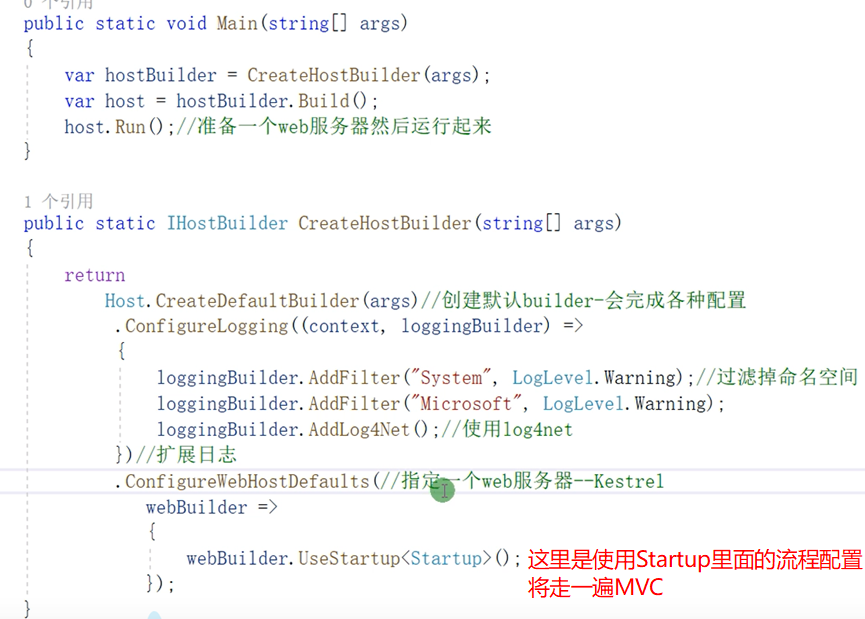 0 个引用
public static void Main(string[] args)
{
var hostBuilder = CreateHostBuilder(args);
var host = hostBuilder.Build();
host.Run();//准备一个web服务器然后运行起来
}
1 个引用
public static IHostBuilder CreateHostBuilder(string[] args)
{
return
Host.CreateDefaultBuilder(args)//创建默认builder-会完成各种配置
.ConfigureLogging((context, loggingBuilder) =>
{
loggingBuilder.AddFilter("System", LogLevel.Warning);//过滤掉命名空间
loggingBuilder.AddFilter("Microsoft", LogLevel.Warning);
loggingBuilder.AddLog4Net();//使用log4net
})//扩展日志
.ConfigureWebHostDefaults(//指定一个web服务器--Kestrel
webBuilder =>
{
webBuilder.UseStartup<Startup>(); 这里是使用Startup里面的流程配置
将走一遍MVC
});
}